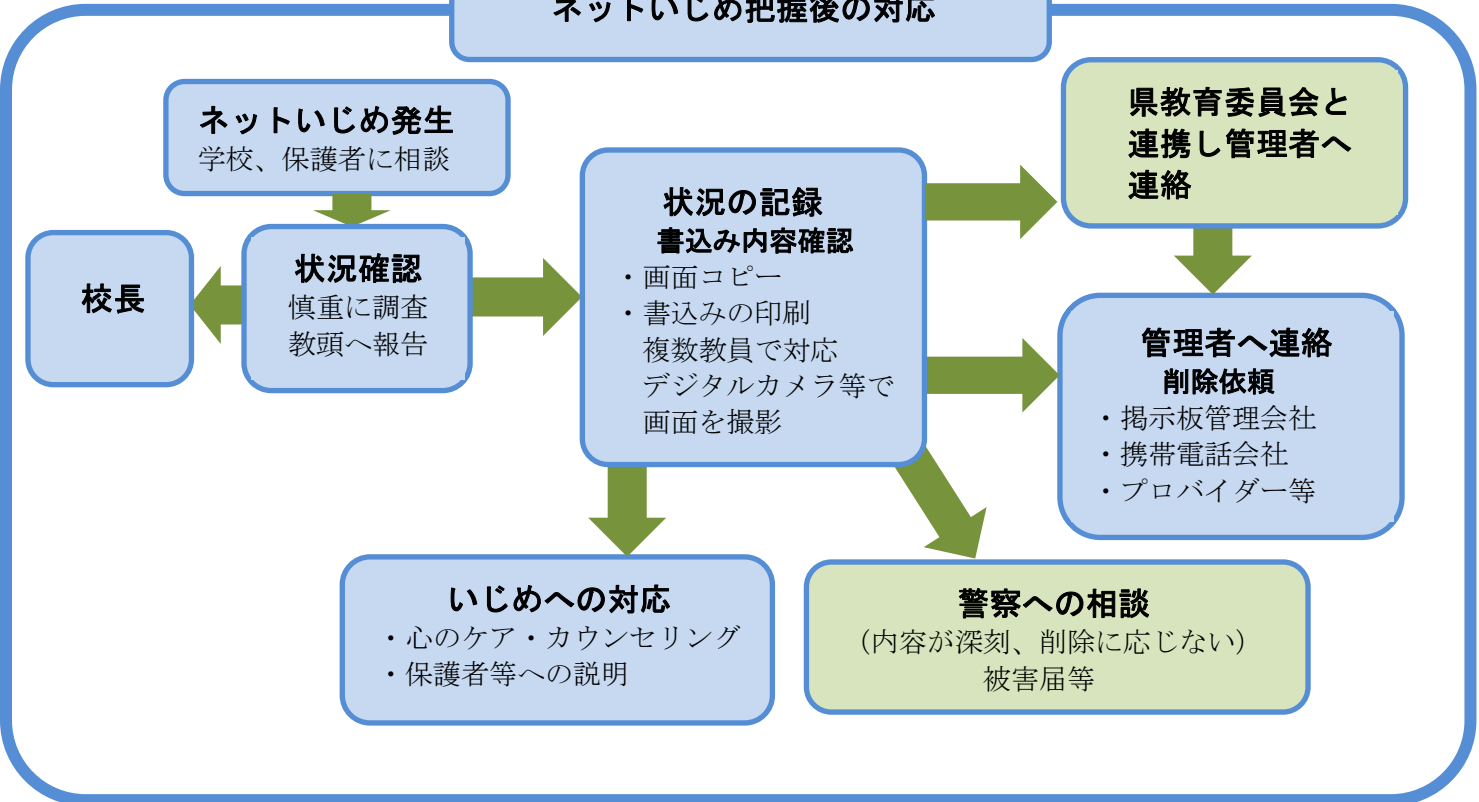 ネットいじめ把握後の対応
ネットいじめ発生
学校、保護者に相談
校長
状況確認
慎重に調査
教頭へ報告
状況の記録
書込み内容確認
・画面コピー
・書込みの印刷
複数教員で対応
デジタルカメラ等で
画面を撮影
県教育委員会と
連携し管理者へ
連絡
管理者へ連絡
削除依頼
・掲示板管理会社
・携帯電話会社
・プロバイダー等
いじめへの対応
・心のケア・カウンセリング
・保護者等への説明
警察への相談
（内容が深刻、削除に応じない）
被害届等